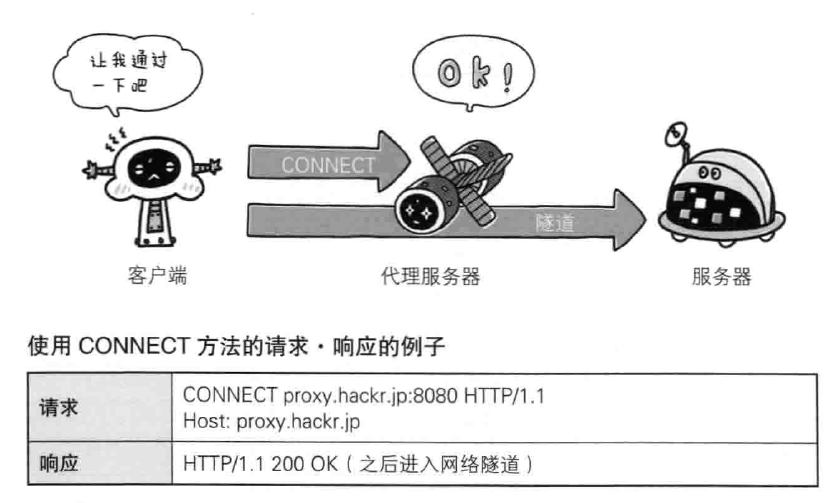 让我通过
一下吧
Ok!
CONNECT
隧道
客户端
代理服务器
服务器
使用 CONNECT 方法的请求·响应的例子
请求
CONNECT proxy.hackr.jp:8080 HTTP/1.1
Host: proxy.hackr.jp
响应
HTTP/1.1 200 OK（之后进入网络隧道）